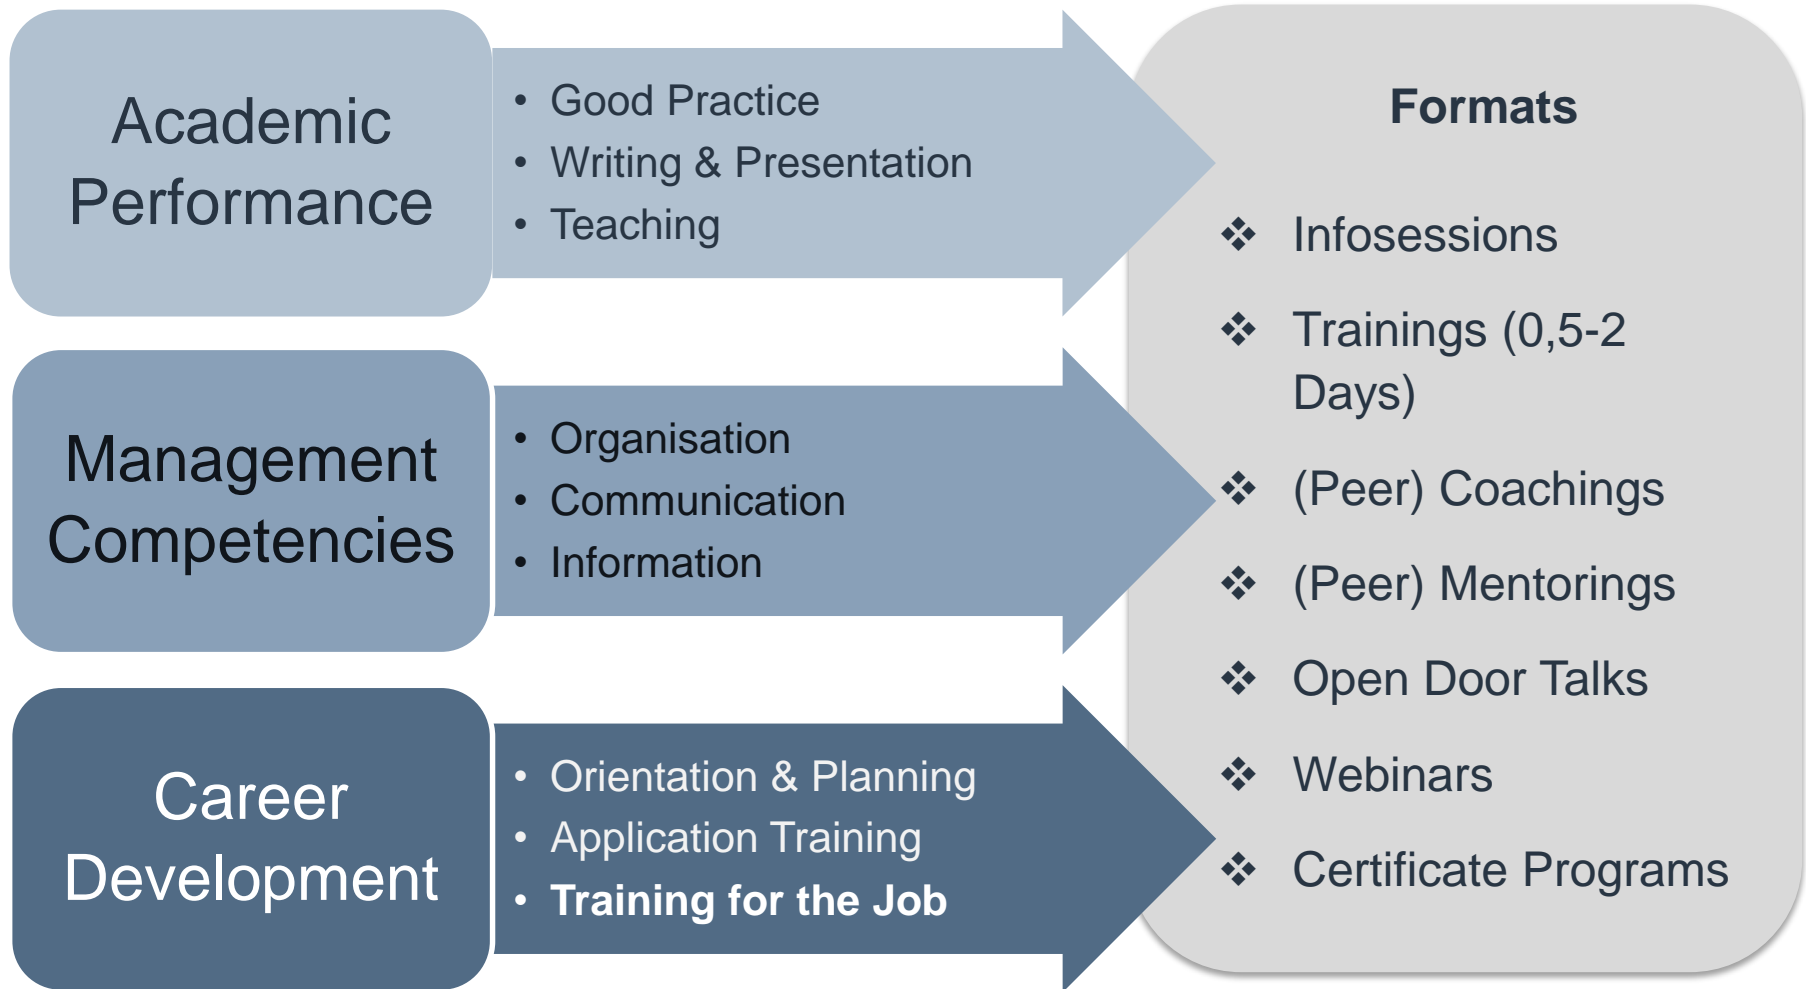 Academic
Performance
• Good Practice
• Writing & Presentation
• Teaching
Management
Competencies
• Organisation
• Communication
• Information
Career
Development
• Orientation & Planning
• Application Training
• Training for the Job
Formats
❖ Infosessions
❖ Trainings (0,5-2
Days)
❖ (Peer) Coachings
❖ (Peer) Mentorings
❖ Open Door Talks
❖ Webinars
❖ Certificate Programs